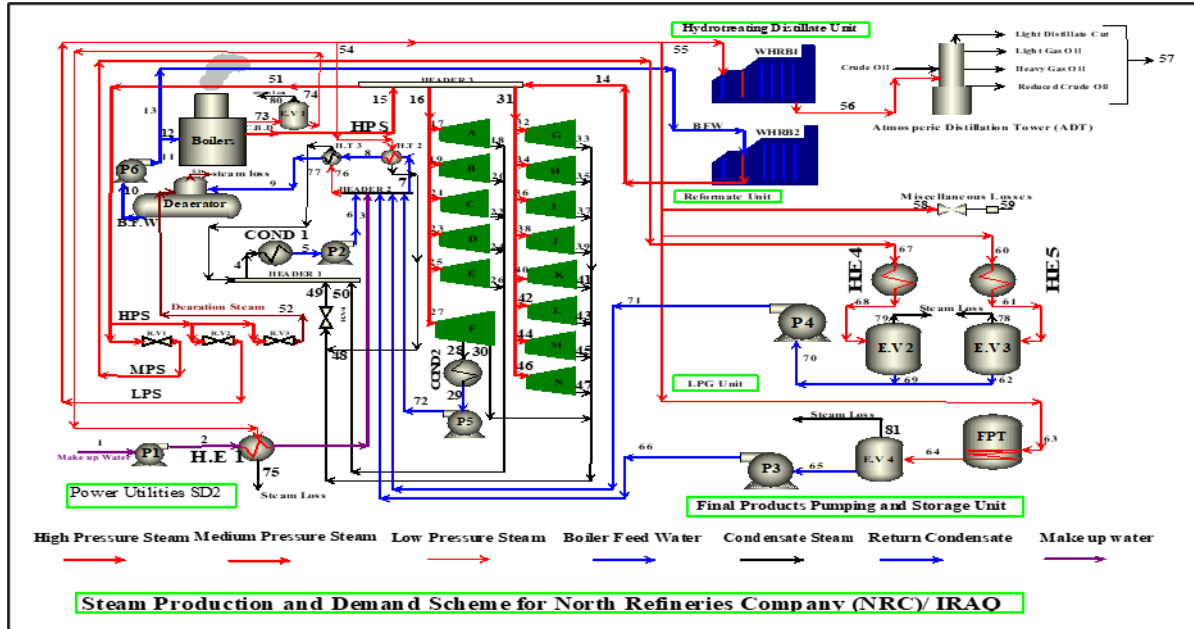 Hydrotreating Distillate Unit
54
55
WHRB1
Light Distillate Cut
Light Gas Oil
Heavy Gas Oil
Reduced Crude Oil
57
Crude Oil
56
Atmosperic Distillation Tower (ADT)
51
HEADER 3
14
15
16
31
13
80
74
E.V 1
73
C.B.D
HPS
12
Boilers
11
P6
10
B.F.W
53
steam loss
Deaerator
9
H.T 3
H.T 2
8
77
76
7
HEADER 2
6
3
B.F.W
WHRB2
Reformate Unit
Miscellaneous Losses
58
59
17
A
18
19
B
20
21
C
22
23
D
24
25
E
26
27
F
28
30
32
G
33
34
H
35
36
I
37
38
J
39
40
K
41
42
L
43
44
M
45
46
N
47
COND 1
4
5
P2
HEADER 1
49
50
R.V4
48
Dearation Steam
52
HPS
R.V1
R.V2
R.V3
MPS
LPS
COND2
29
72
P5
67
HE4
60
HE5
68
61
Steam Loss
79
78
E.V 2
E.V 3
71
P4
70
69
62
LPG Unit
1
Make up Water
P1
2
H.E 1
75
Steam Loss
Power Utilities SD2
Steam Loss
81
FPT
63
64
E.V 4
65
P3
66
Final Products Pumping and Storage Unit
High Pressure Steam
Medium Pressure Steam
Low Pressure Steam
Boiler Feed Water
Condensate Steam
Return Condensate
Make up water
Steam Production and Demand Scheme for North Refineries Company (NRC)/ IRAQ